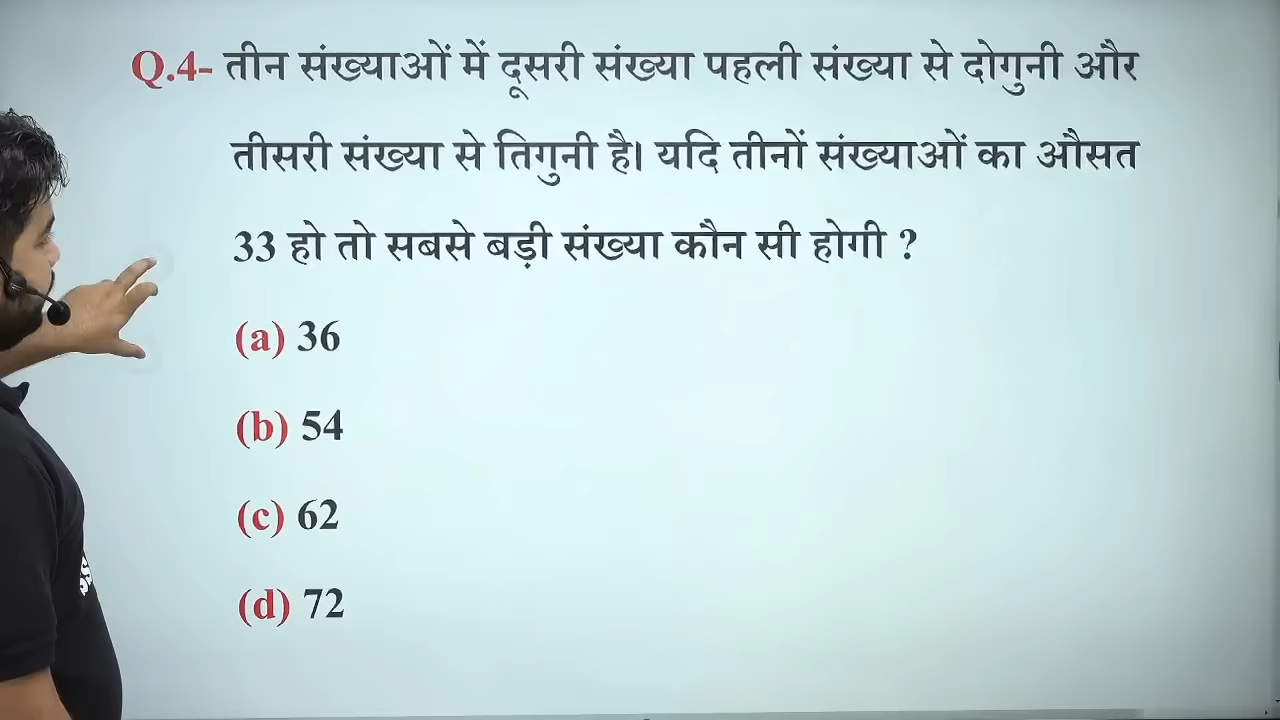 Q.4- तीन संख्याओं में दूसरी संख्या पहली संख्या से दोगुनी और
तीसरी संख्या से तिगुनी है। यदि तीनों संख्याओं का औसत
33 हो तो सबसे बड़ी संख्या कौन सी होगी ?
(a) 36
(b) 54
(c) 62
(d) 72